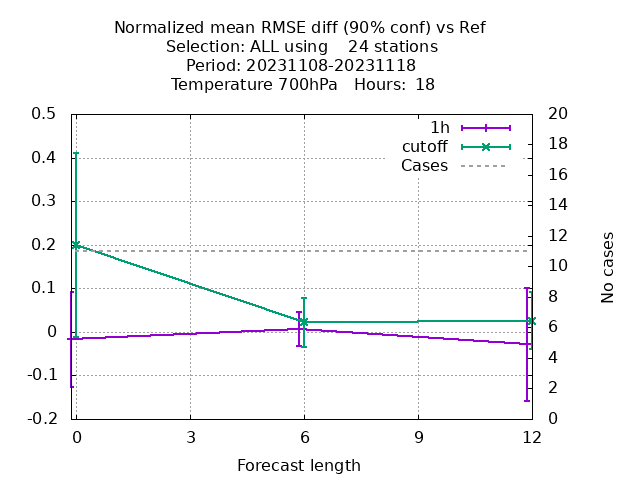 Normalized mean RMSE diff (90% conf) vs Ref
Selection: ALL using    24 stations
Period: 20231108-20231118
Temperature 700hPa   Hours:  18
1h
cutoff
Cases
0.5
0.4
0.3
0.2
0.1
0
-0.1
-0.2
20
18
16
14
12
10
8
6
4
2
0
No cases
0 3 6 9 12
Forecast length